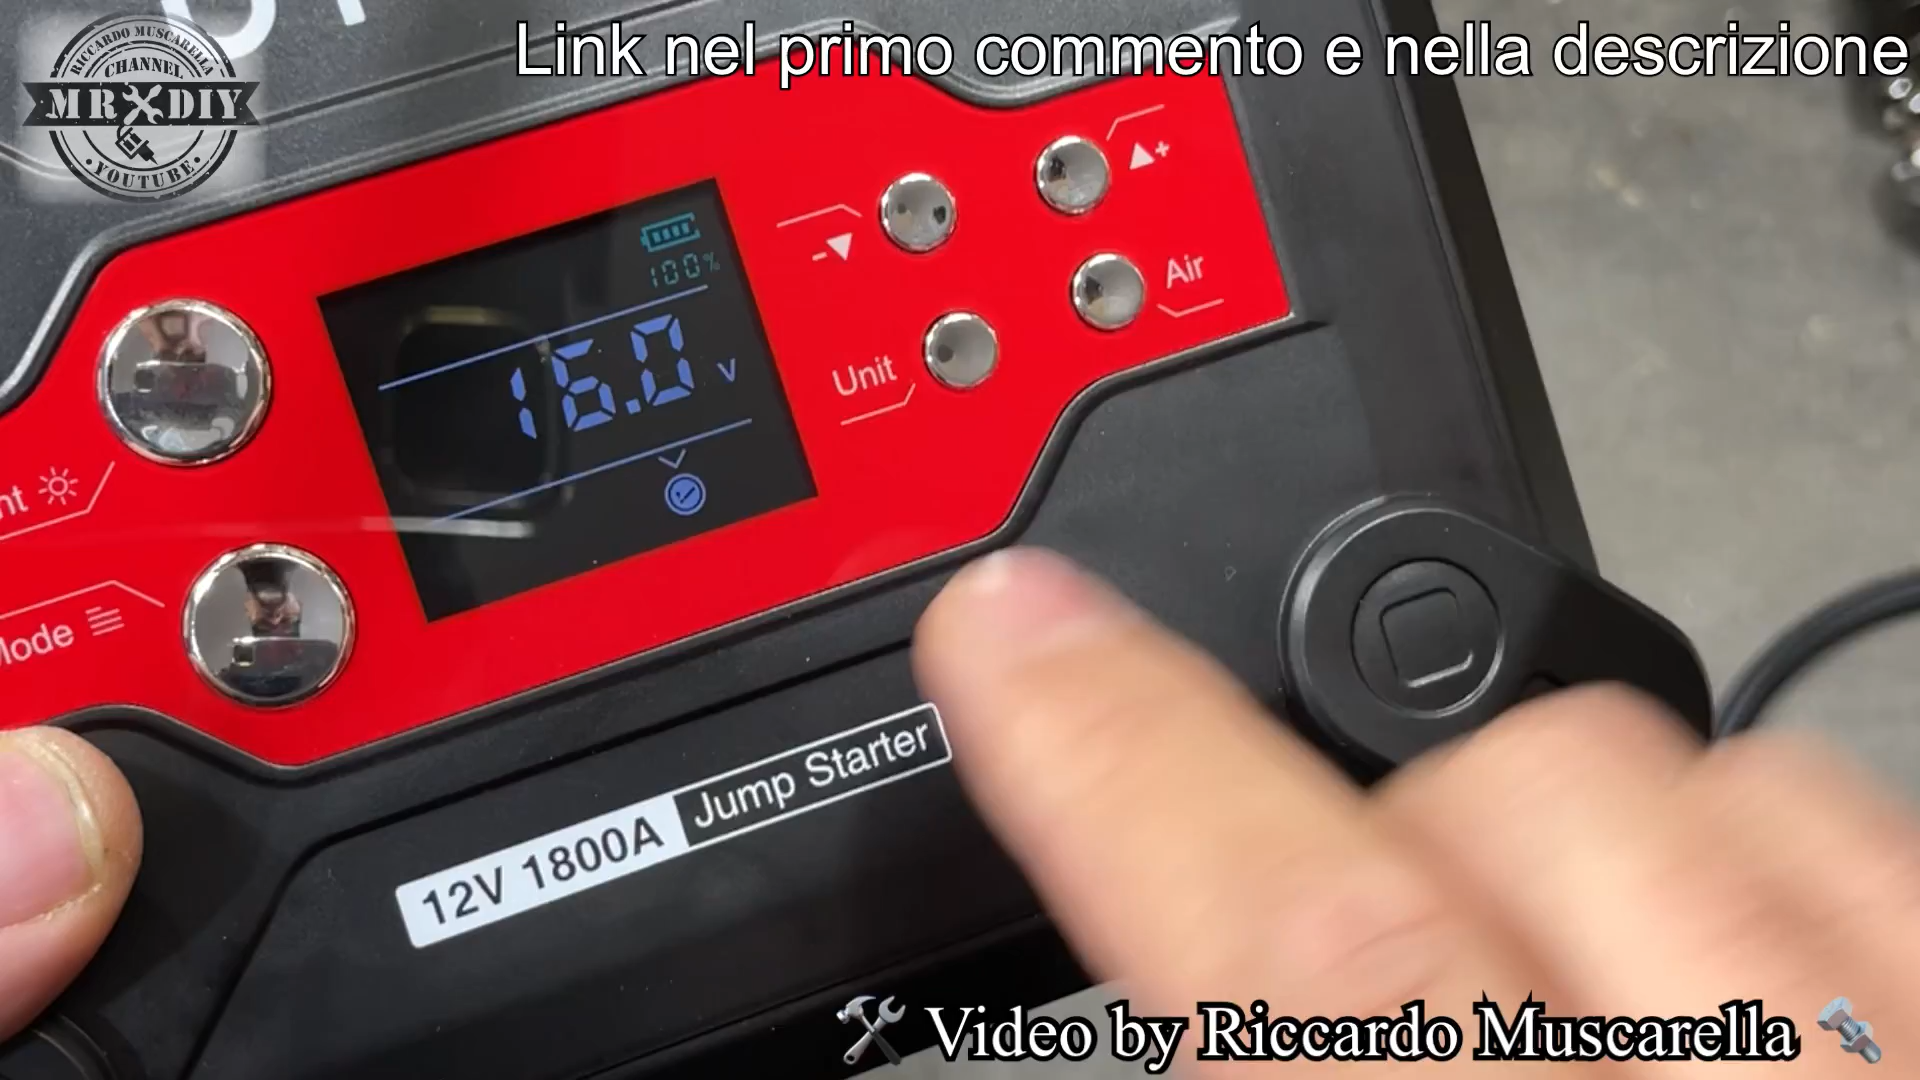 Link nel primo commento e nella descrizione
RICCARDO MUSCARELLA
CHANNEL
MR DIY
YOUTUBE
100%
16.0 v
▲+
-▼
Air
Unit
Mode
12V 1800A Jump Starter
Video by Riccardo Muscarella